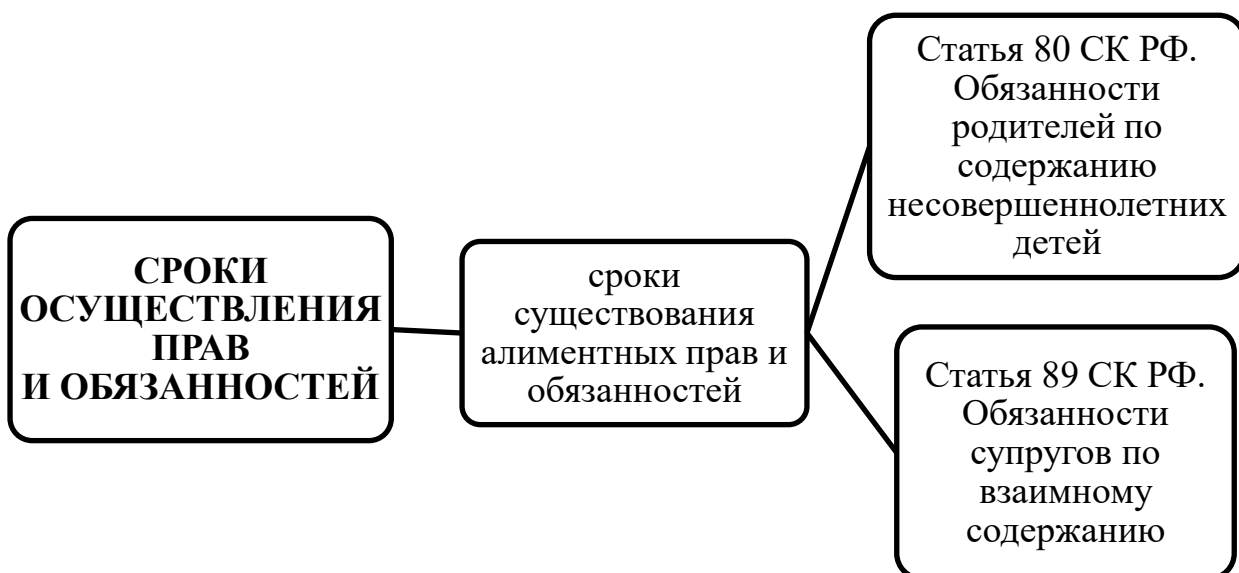 СРОКИ
ОСУЩЕСТВЛЕНИЯ
ПРАВ
И ОБЯЗАННОСТЕЙ
сроки
существования
алиментных прав и
обязанностей
Статья 80 СК РФ.
Обязанности
родителей по
содержанию
несовершеннолетних
детей
Статья 89 СК РФ.
Обязанности
супругов по
взаимному
содержанию